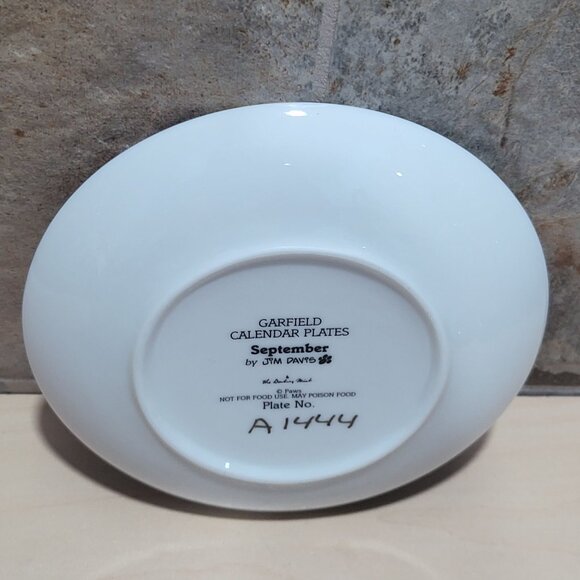 GARFIELD
CALENDAR PLATES
September
by JIM DAVIS
the Danbury Mint
© Paws
NOT FOR FOOD USE. MAY POISON FOOD
Plate No.
A1444